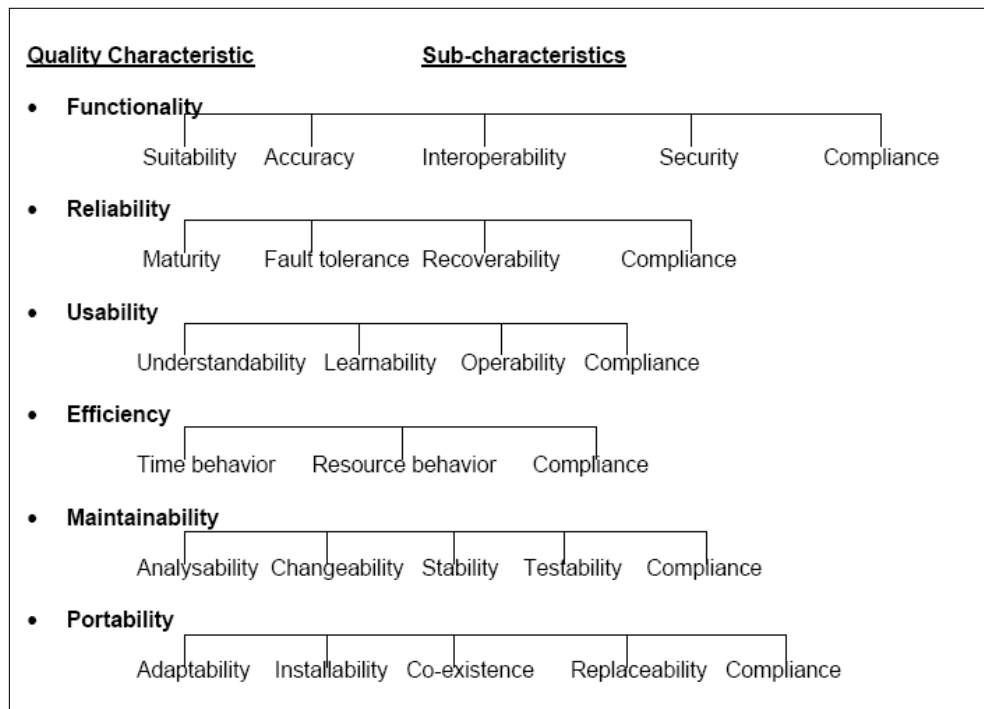 Quality Characteristic Sub-characteristics
• Functionality
Suitability Accuracy Interoperability Security Compliance
• Reliability
Maturity Fault tolerance Recoverability Compliance
• Usability
Understandability Learnability Operability Compliance
• Efficiency
Time behavior Resource behavior Compliance
• Maintainability
Analysability Changeability Stability Testability Compliance
• Portability
Adaptability Installability Co-existence Replaceability Compliance